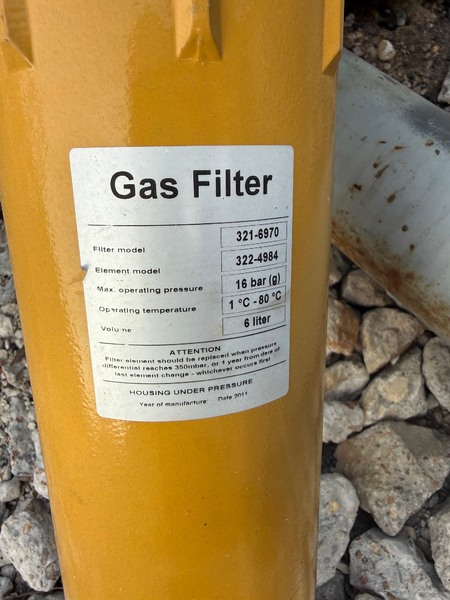 Gas Filter
Filter model 321-6970
Element model 322-4984
Max. operating pressure 16 bar (g)
Operating temperature 1 °C - 80 °C
Volume 6 liter
ATTENTION
Filter element should be replaced when pressure
differential reaches 350mbar, or 1 year from date of
last element change - whichever occurs first
HOUSING UNDER PRESSURE
Year of manufacture: Date 2011